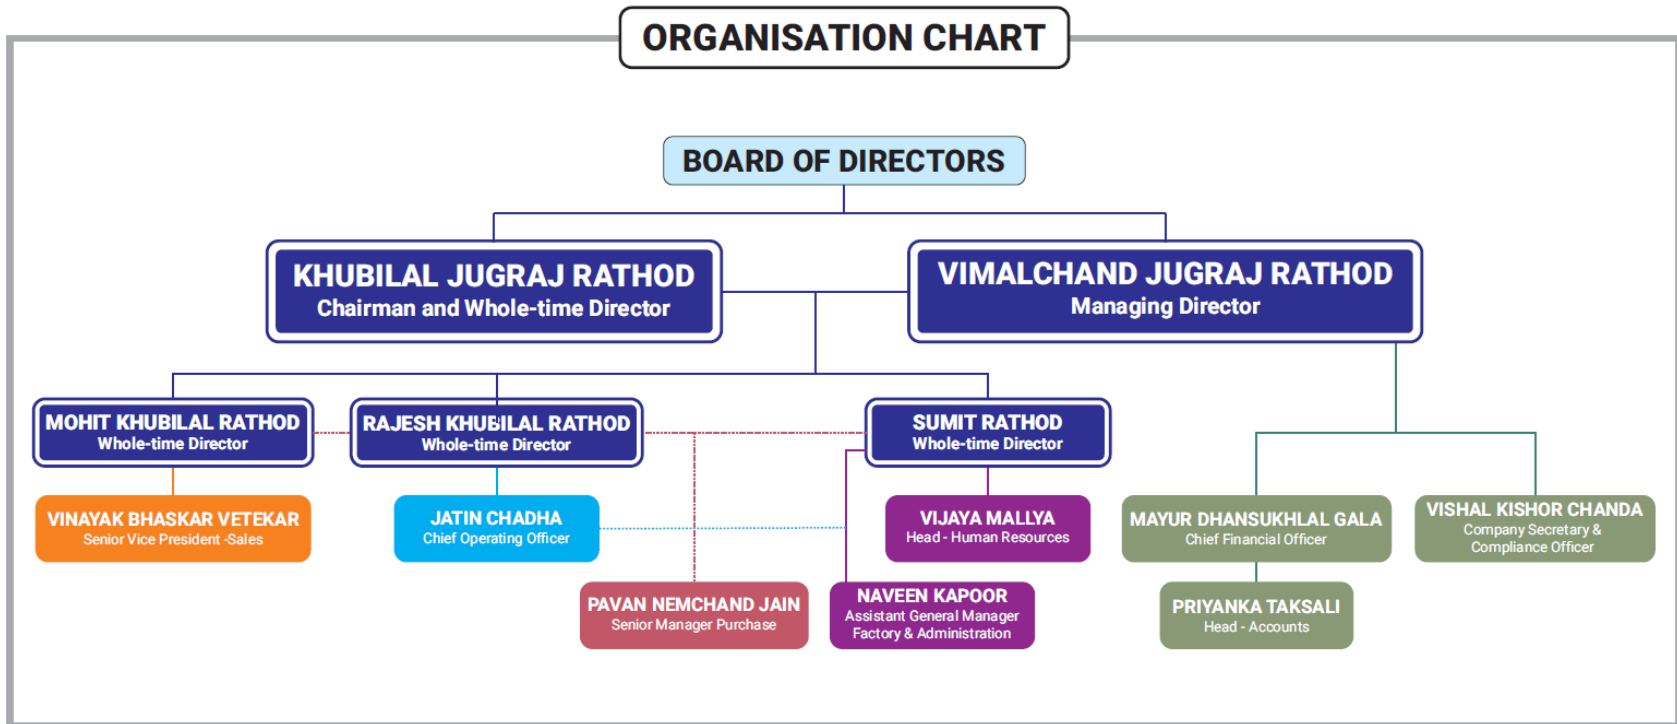 ORGANISATION CHART
BOARD OF DIRECTORS
KHUBILAL JUGRAJ RATHOD
Chairman and Whole-time Director
VIMALCHAND JUGRAJ RATHOD
Managing Director
MOHIT KHUBILAL RATHOD
Whole-time Director
RAJESH KHUBILAL RATHOD
Whole-time Director
SUMIT RATHOD
Whole-time Director
VINAYAK BHASKAR VETEKAR
Senior Vice President -Sales
JATIN CHADHA
Chief Operating Officer
VIJAYA MALLYA
Head - Human Resources
MAYUR DHANSUKHLAL GALA
Chief Financial Officer
VISHAL KISHOR CHANDA
Company Secretary &
Compliance Officer
PAVAN NEMCHAND JAIN
Senior Manager Purchase
NAVEEN KAPOOR
Assistant General Manager
Factory & Administration
PRIYANKA TAKSALI
Head - Accounts